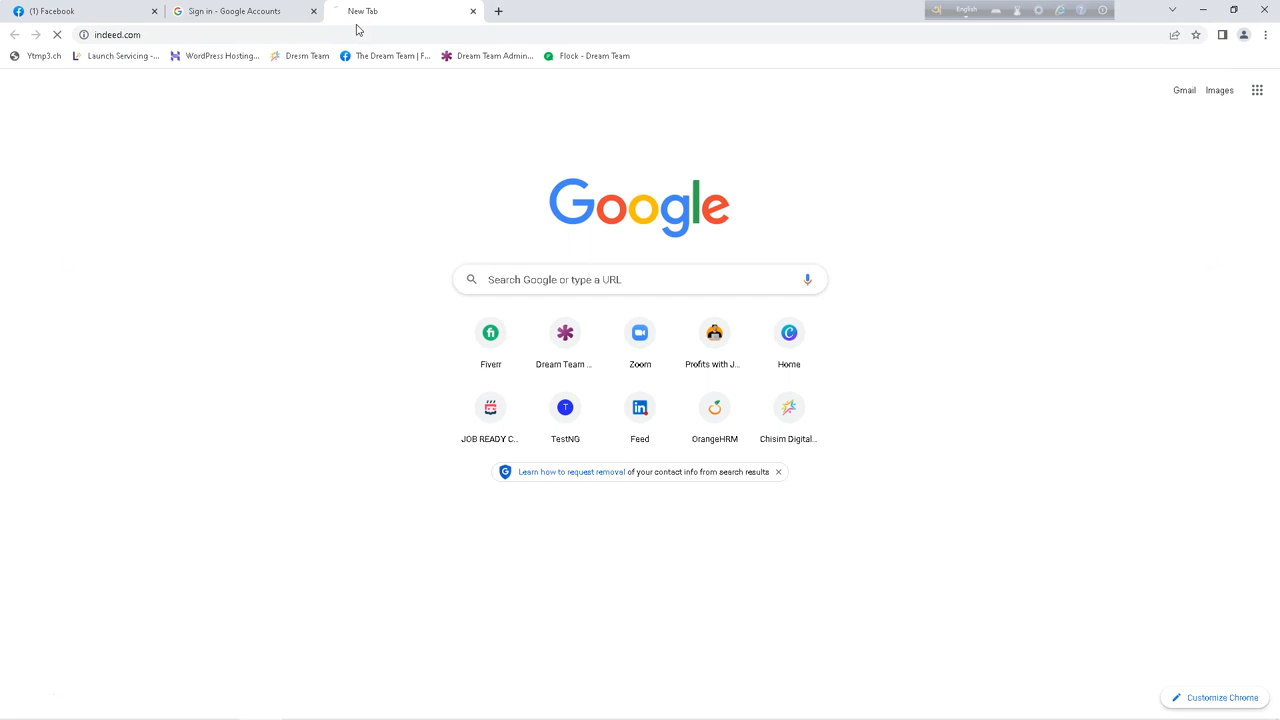 (1) Facebook
Sign in - Google Accounts
New Tab
English
indeed.com
Ytmp3.ch
Launch Servicing -...
WordPress Hosting...
Dresm Team
The Dream Team | F...
Dream Team Admin...
Flock - Dream Team
Gmail
Images
Google
Search Google or type a URL
Fiverr
Dream Team ...
Zoom
Profits with J...
Home
JOB READY C...
TestNG
Feed
OrangeHRM
Chisim Digital...
Learn how to request removal of your contact info from search results
Customize Chrome